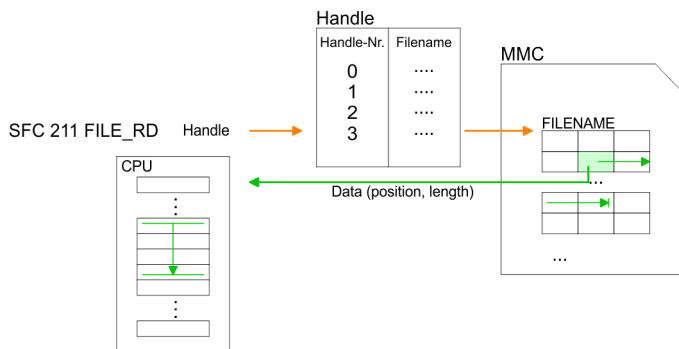 Handle
Handle-Nr. Filename
0 ....
1 ....
2 ....
3 ....
MMC
SFC 211 FILE_RD Handle
FILENAME
...
CPU
Data (position, length)
...